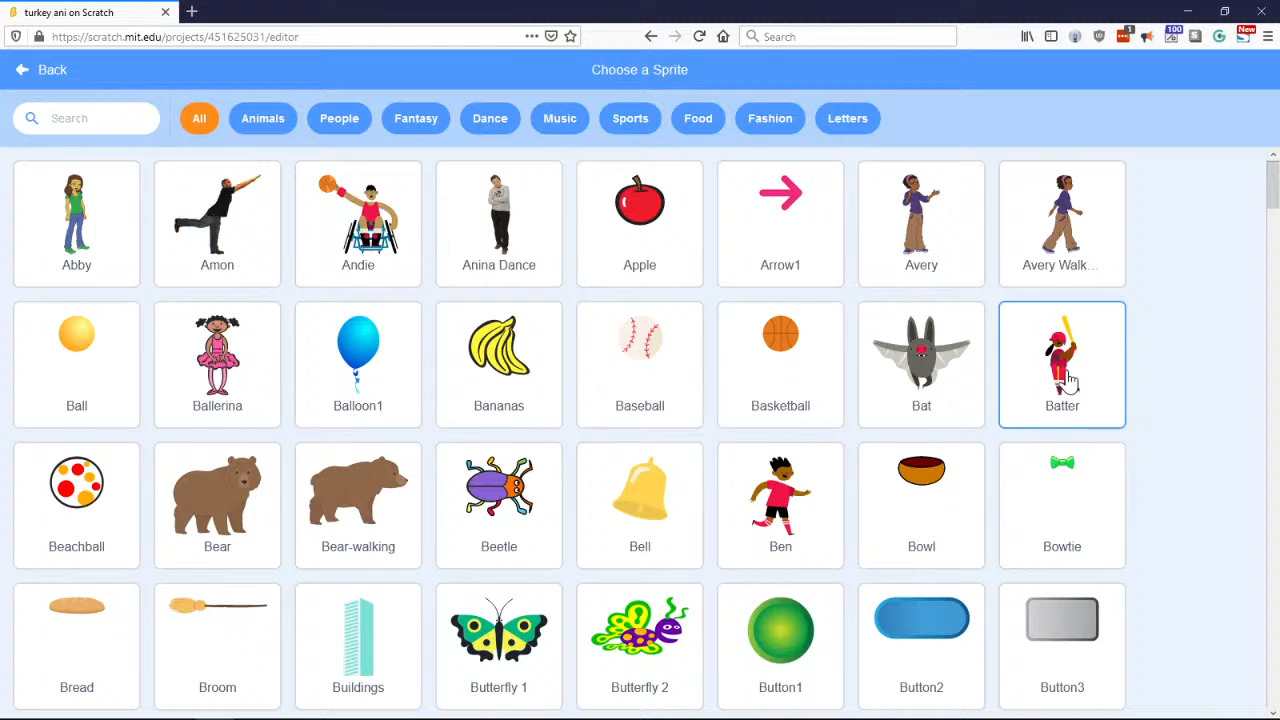 turkey ani on Scratch
https://scratch.mit.edu/projects/451625031/editor
Search
1
100
New
Back
Choose a Sprite
Search
All
Animals
People
Fantasy
Dance
Music
Sports
Food
Fashion
Letters
Abby
Amon
Andie
Anina Dance
Apple
Arrow1
Avery
Avery Walk...
Ball
Ballerina
Balloon1
Bananas
Baseball
Basketball
Bat
Batter
Beachball
Bear
Bear-walking
Beetle
Bell
Ben
Bowl
Bowtie
Bread
Broom
Buildings
Butterfly 1
Butterfly 2
Button1
Button2
Button3